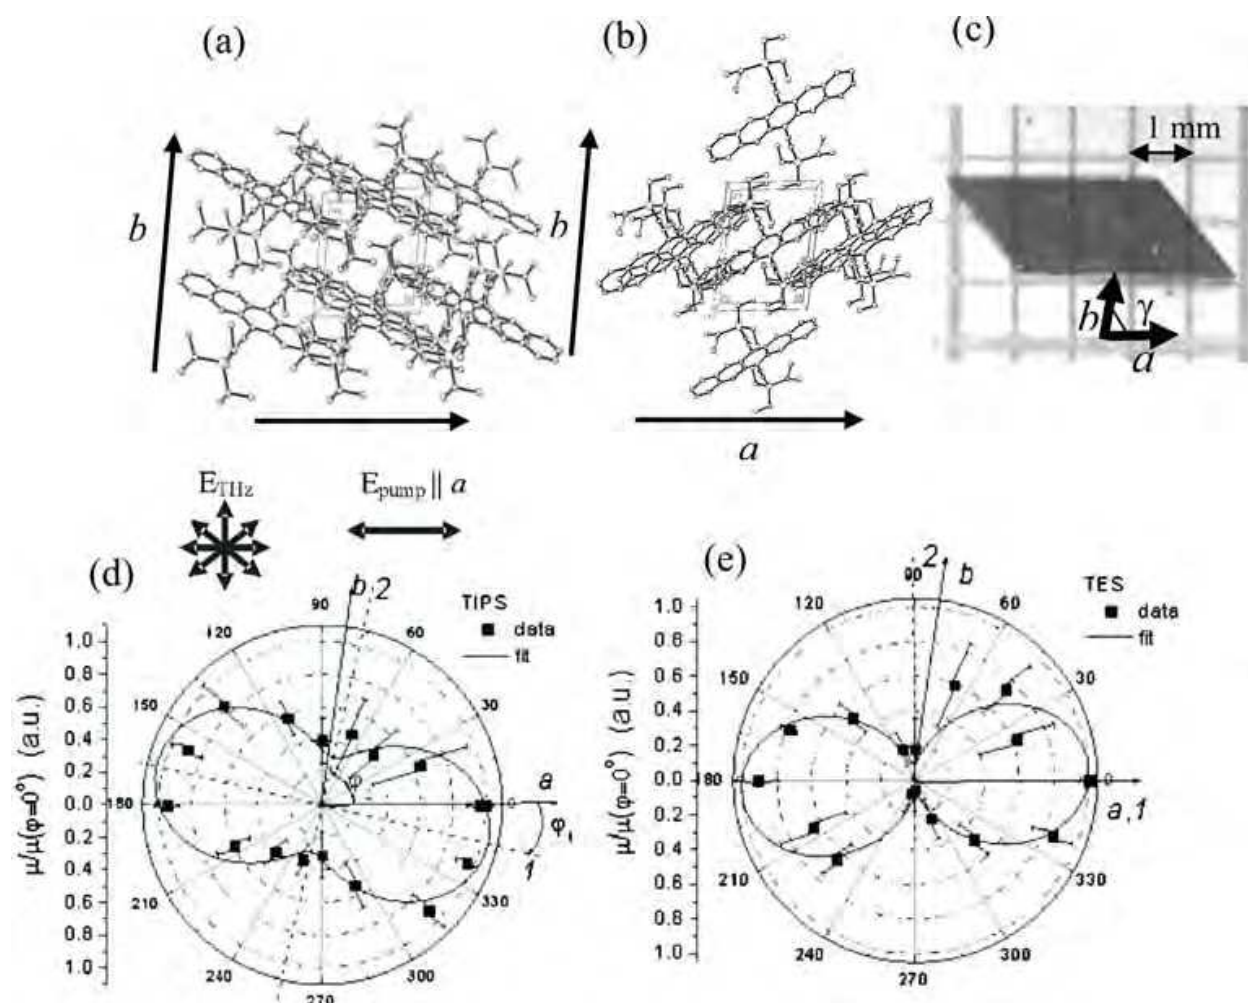 (a)
(b)
(c)
b
b
a
1 mm
b
γ
a
E_THz
E_pump || a
(d)
TIPS
data
fit
μ/μ(φ=0°) (a.u.)
1.0
0.8
0.6
0.4
0.2
0.0
0.2
0.4
0.6
0.8
1.0
b
2
90
120
60
150
30
180
0
210
330
240
300
270
φ
a
φ₁
1
(e)
TES
data
fit
μ/μ(φ=0°) (a.u.)
1.0
0.8
0.6
0.4
0.2
0.0
0.2
0.4
0.6
0.8
1.0
2
b
90
120
60
150
30
180
0
210
330
240
300
270
a,1